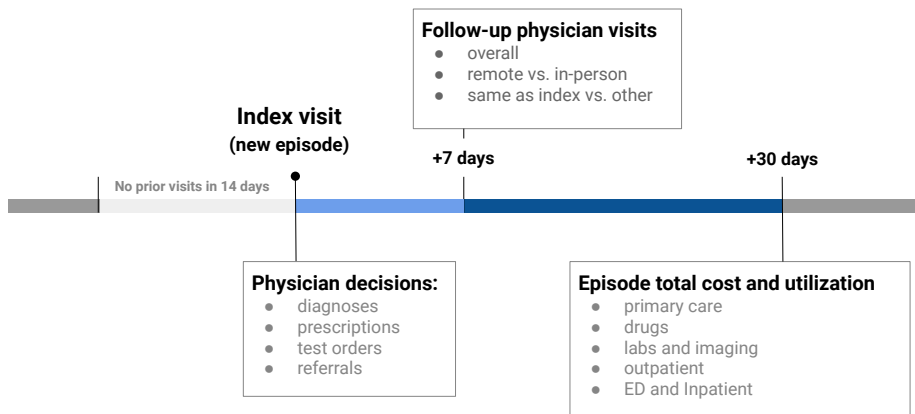 Follow-up physician visits
● overall
● remote vs. in-person
● same as index vs. other
Index visit
(new episode)
+7 days
+30 days
No prior visits in 14 days
Physician decisions:
● diagnoses
● prescriptions
● test orders
● referrals
Episode total cost and utilization
● primary care
● drugs
● labs and imaging
● outpatient
● ED and Inpatient